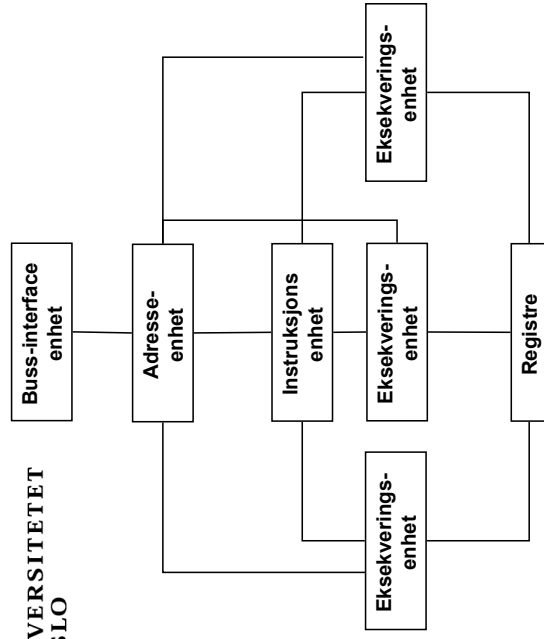 VERSITETET
SLO
Buss-interface
enhet
Adresse-
enhet
Instruksjons
enhet
Eksekverings-
enhet
Eksekverings-
enhet
Eksekverings-
enhet
Registre